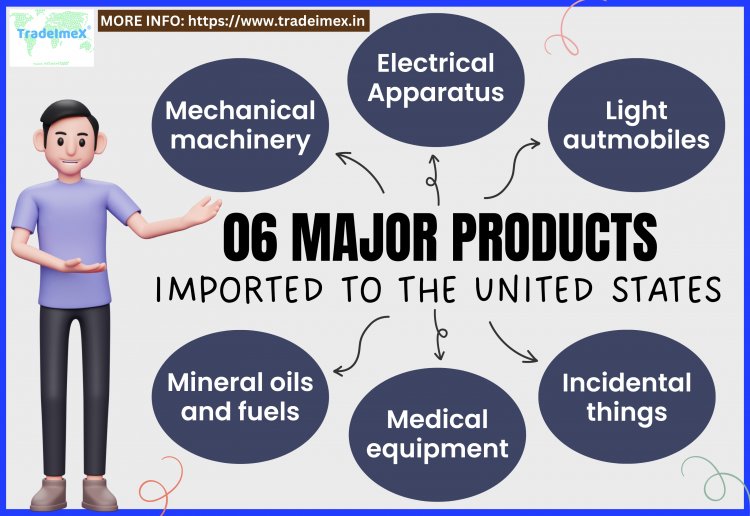 TradeImeX
MORE INFO: https://www.tradeimex.in
Electrical
Apparatus
Mechanical
machinery
Light
autmobiles
06 MAJOR PRODUCTS
IMPORTED TO THE UNITED STATES
Mineral oils
and fuels
Medical
equipment
Incidental
things